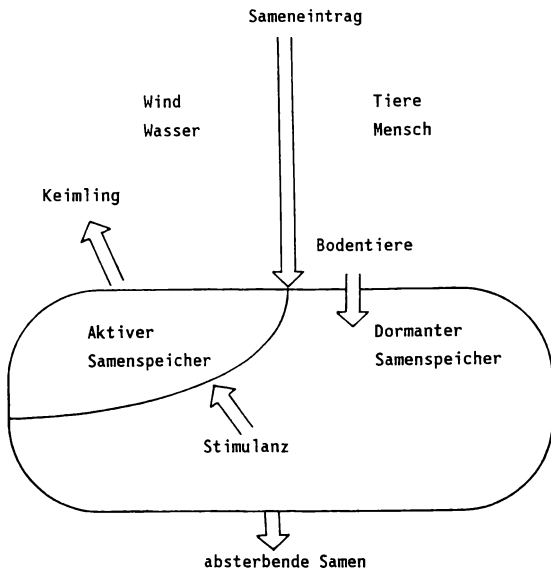 Sameneintrag
Wind
Wasser
Tiere
Mensch
Keimling
Bodentiere
Aktiver
Samenspeicher
Dormanter
Samenspeicher
Stimulanz
absterbende Samen